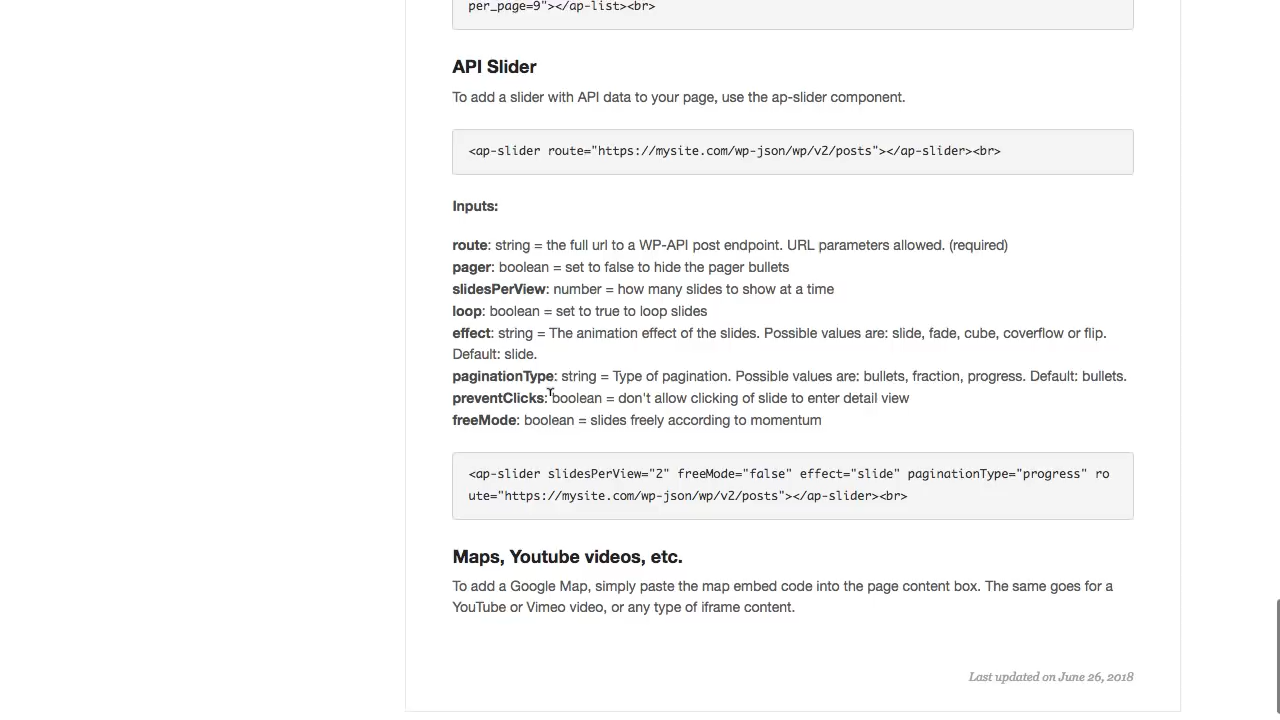 per_page=9"></ap-list><br>
API Slider
To add a slider with API data to your page, use the ap-slider component.
<ap-slider route="https://mysite.com/wp-json/wp/v2/posts"></ap-slider><br>
Inputs:
route: string = the full url to a WP-API post endpoint. URL parameters allowed. (required)
pager: boolean = set to false to hide the pager bullets
slidesPerView: number = how many slides to show at a time
loop: boolean = set to true to loop slides
effect: string = The animation effect of the slides. Possible values are: slide, fade, cube, coverflow or flip.
Default: slide.
paginationType: string = Type of pagination. Possible values are: bullets, fraction, progress. Default: bullets.
preventClicks: boolean = don't allow clicking of slide to enter detail view
freeMode: boolean = slides freely according to momentum
<ap-slider slidesPerView="2" freeMode="false" effect="slide" paginationType="progress" ro
ute="https://mysite.com/wp-json/wp/v2/posts"></ap-slider><br>
Maps, Youtube videos, etc.
To add a Google Map, simply paste the map embed code into the page content box. The same goes for a
YouTube or Vimeo video, or any type of iframe content.
Last updated on June 26, 2018